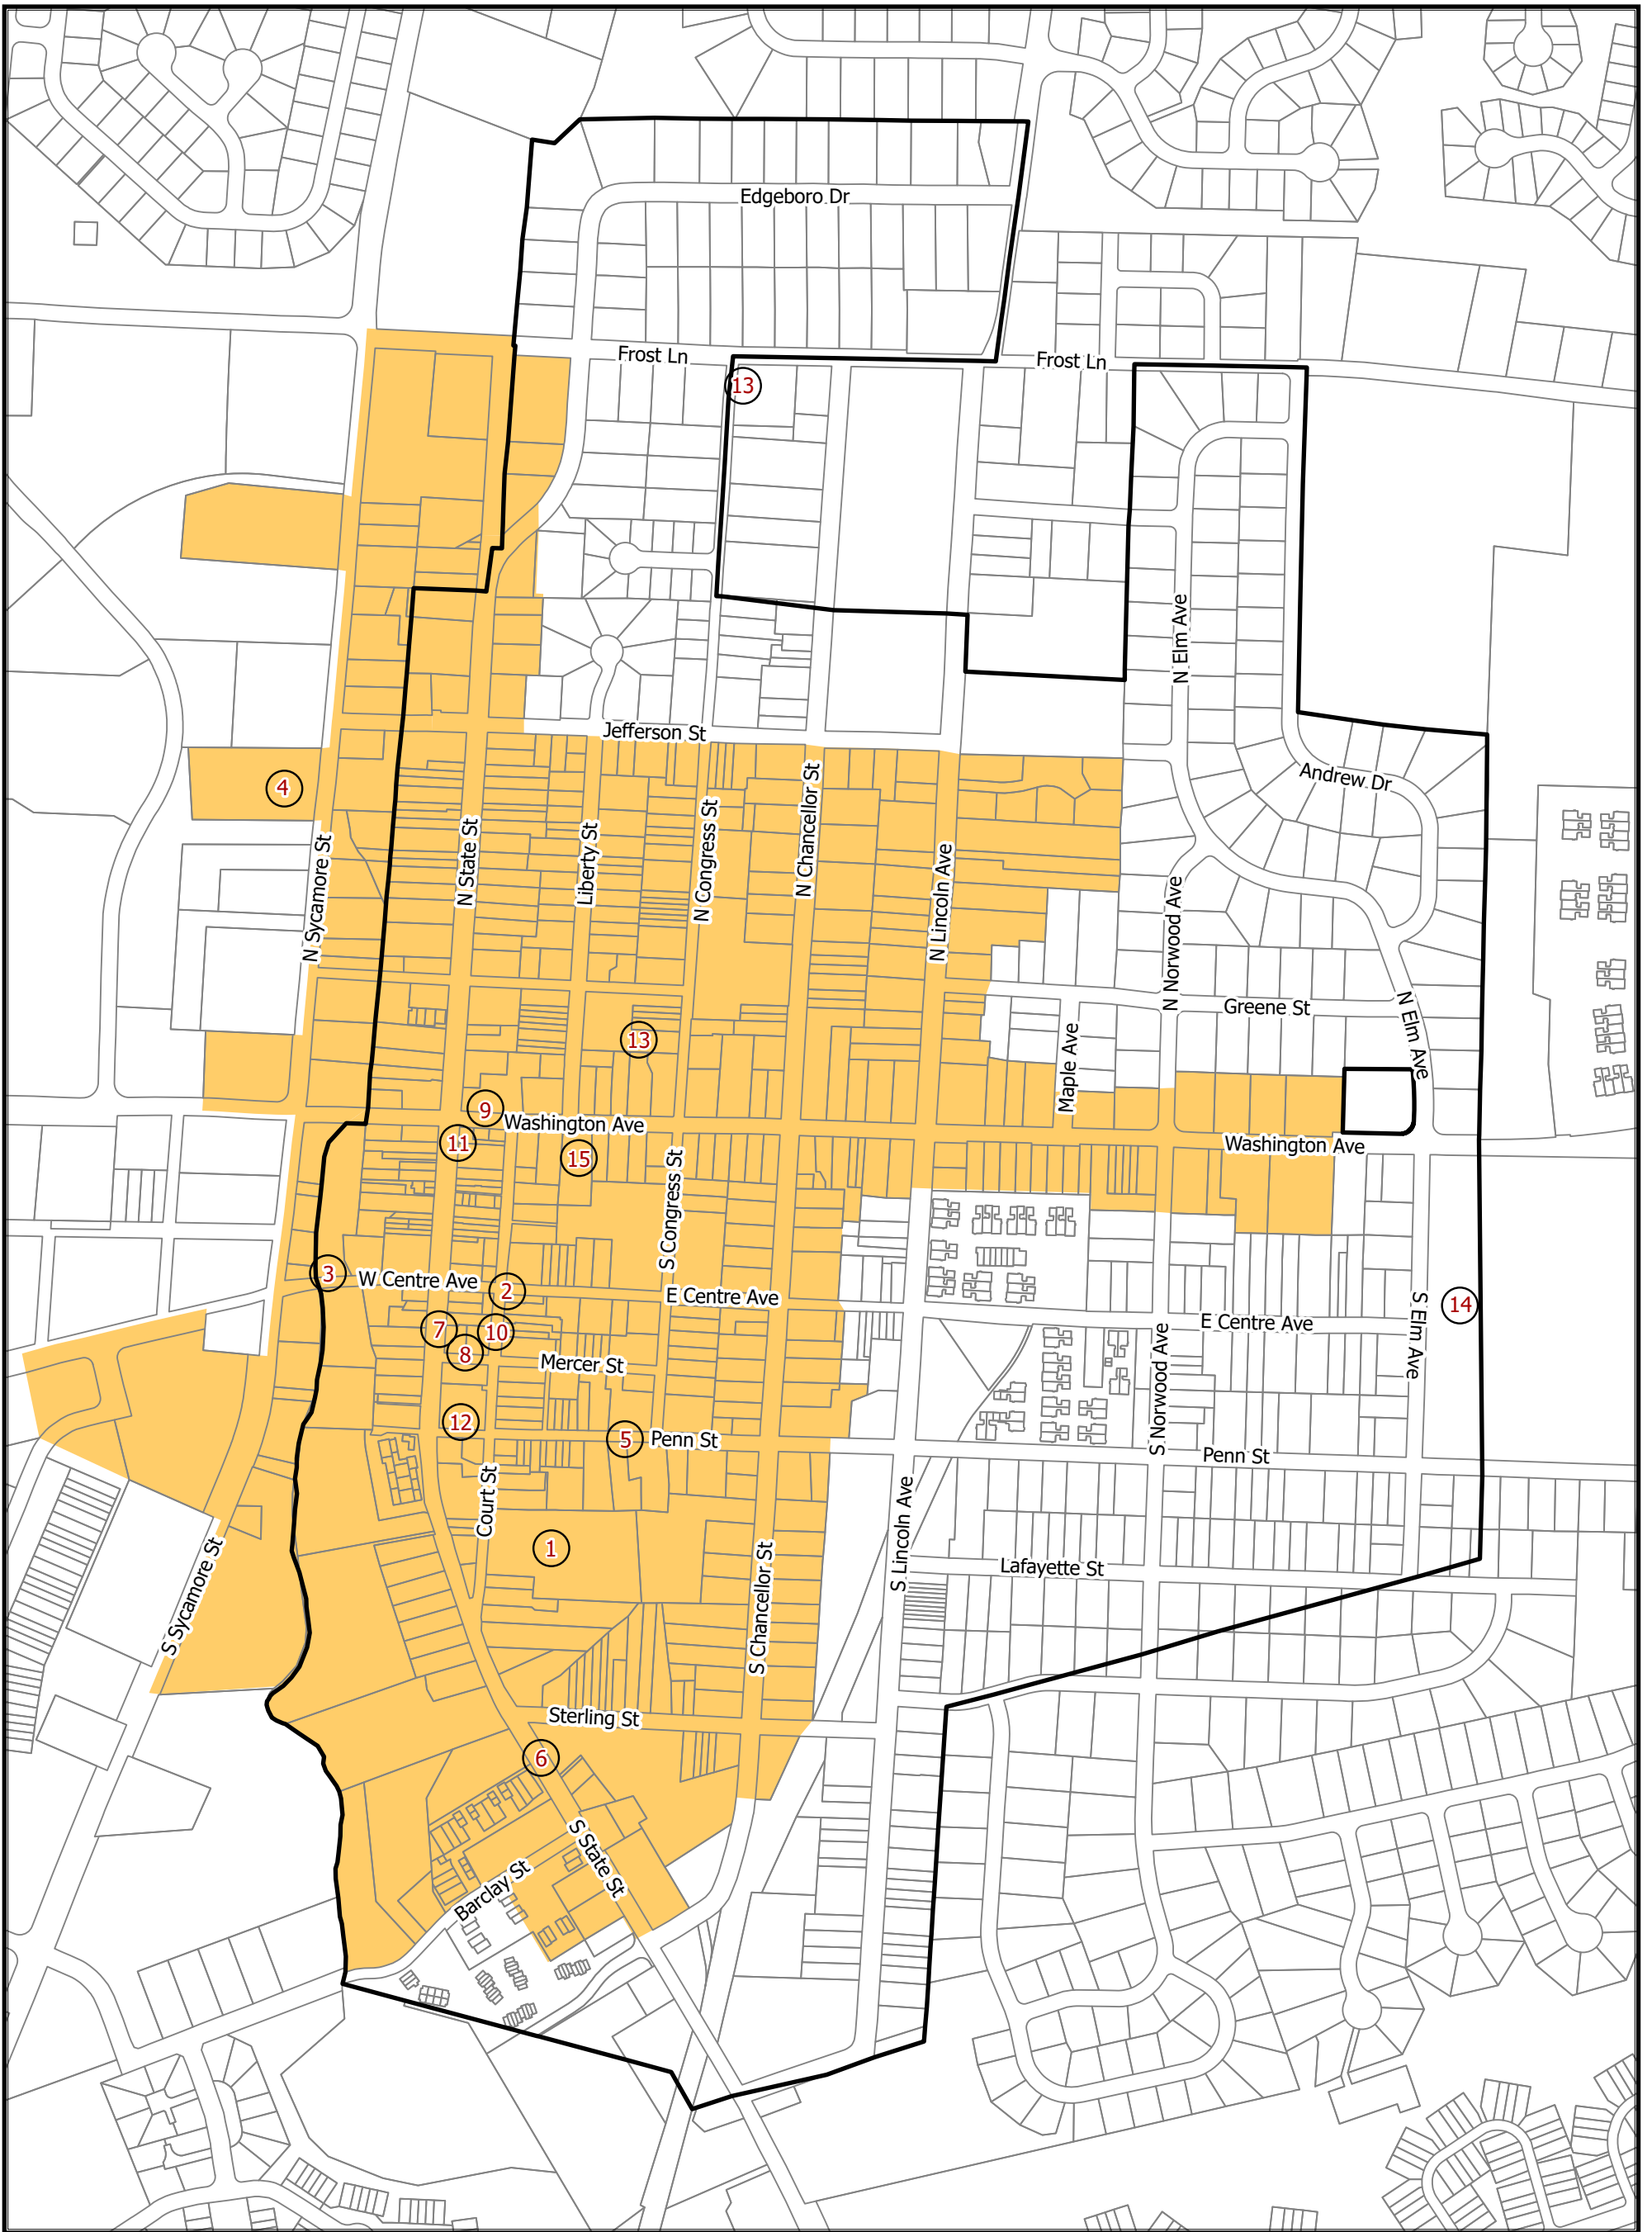 Edgeboro Dr
Frost Ln
Frost Ln
13
N Elm Ave
Jefferson St
Andrew Dr
4
N Sycamore St
N State St
Liberty St
N Congress St
N Chancellor St
N Lincoln Ave
N Norwood Ave
Greene St
N Elm Ave
Maple Ave
13
9
Washington Ave
11
15
Washington Ave
S Congress St
3
W Centre Ave
2
E Centre Ave
14
S Elm Ave
E Centre Ave
7
10
8
Mercer St
S Norwood Ave
12
5
Penn St
Penn St
Court St
1
S Lincoln Ave
Lafayette St
S Sycamore St
S Chancellor St
Sterling St
6
S State St
Barclay St